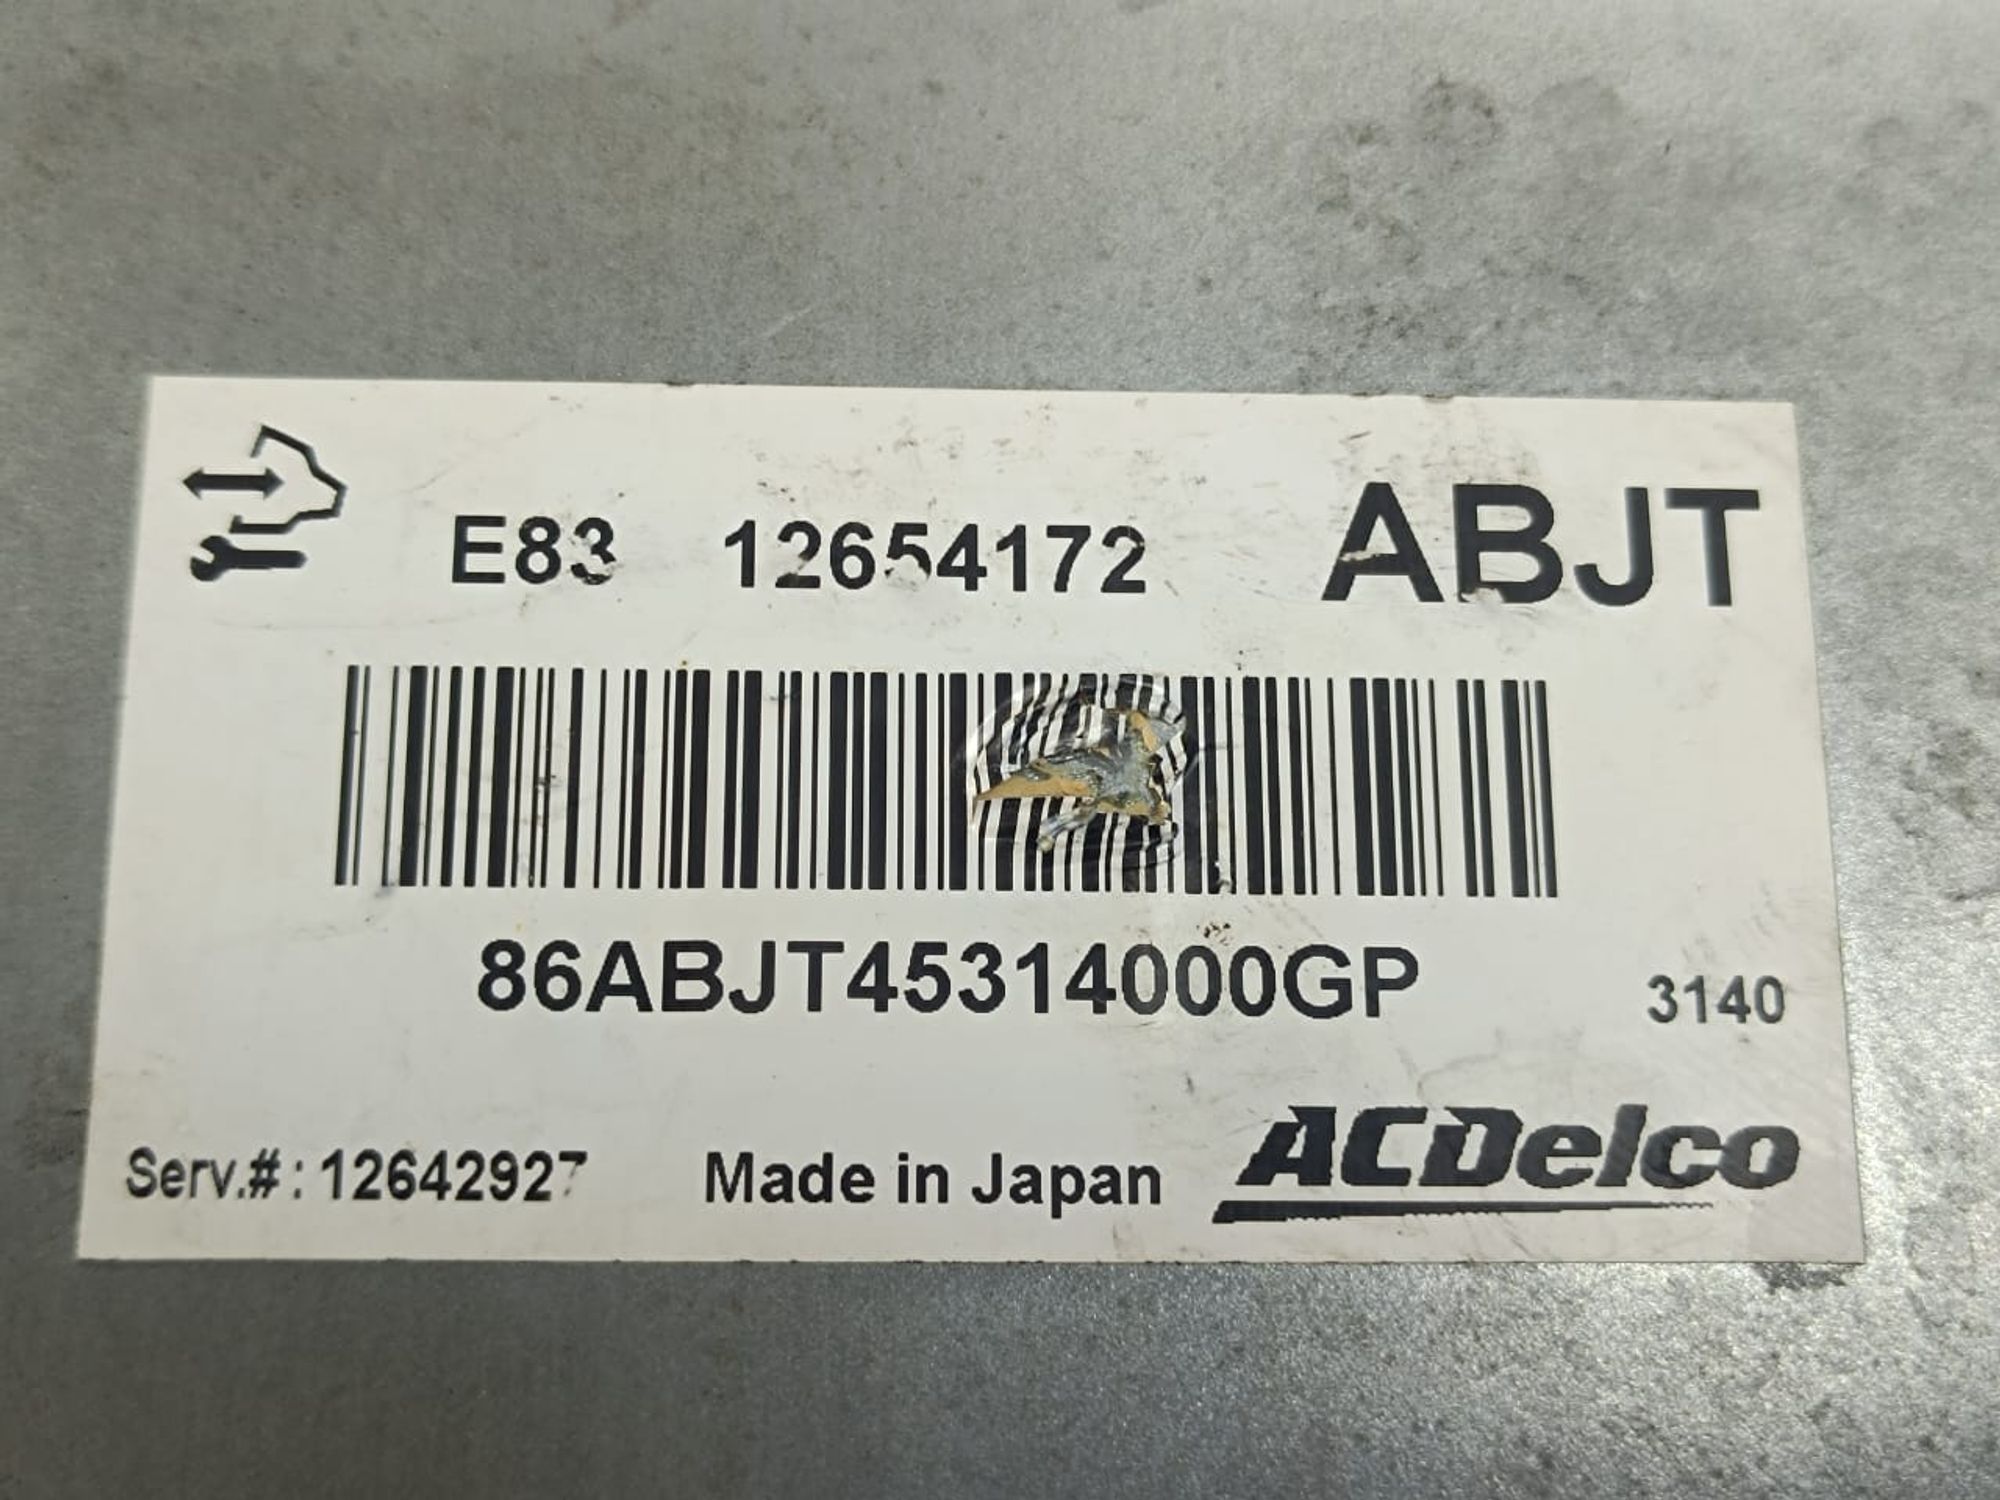 E83 12654172 ABJT
86ABJT45314000GP 3140
Serv.#: 12642927 Made in Japan ACDelco